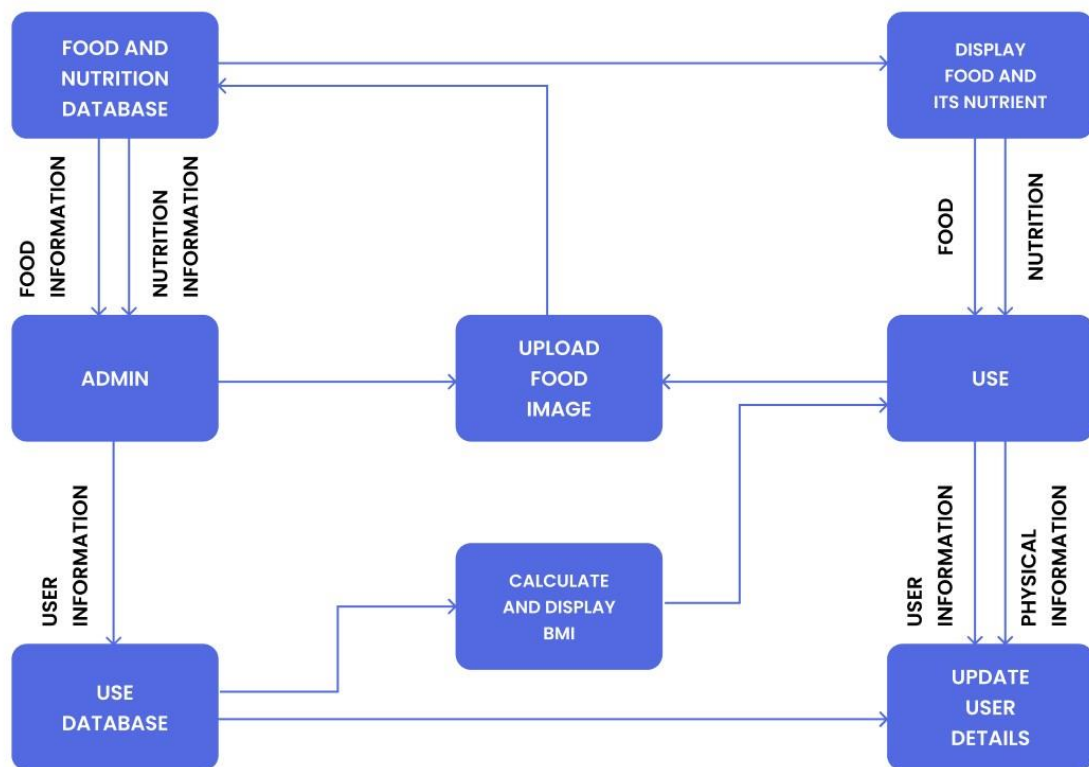 FOOD AND
NUTRITION
DATABASE
DISPLAY
FOOD AND
ITS NUTRIENT
FOOD
INFORMATION
NUTRITION
INFORMATION
FOOD
NUTRITION
ADMIN
UPLOAD
FOOD
IMAGE
USE
USER
INFORMATION
CALCULATE
AND DISPLAY
BMI
USER
INFORMATION
PHYSICAL
INFORMATION
USE
DATABASE
UPDATE
USER
DETAILS